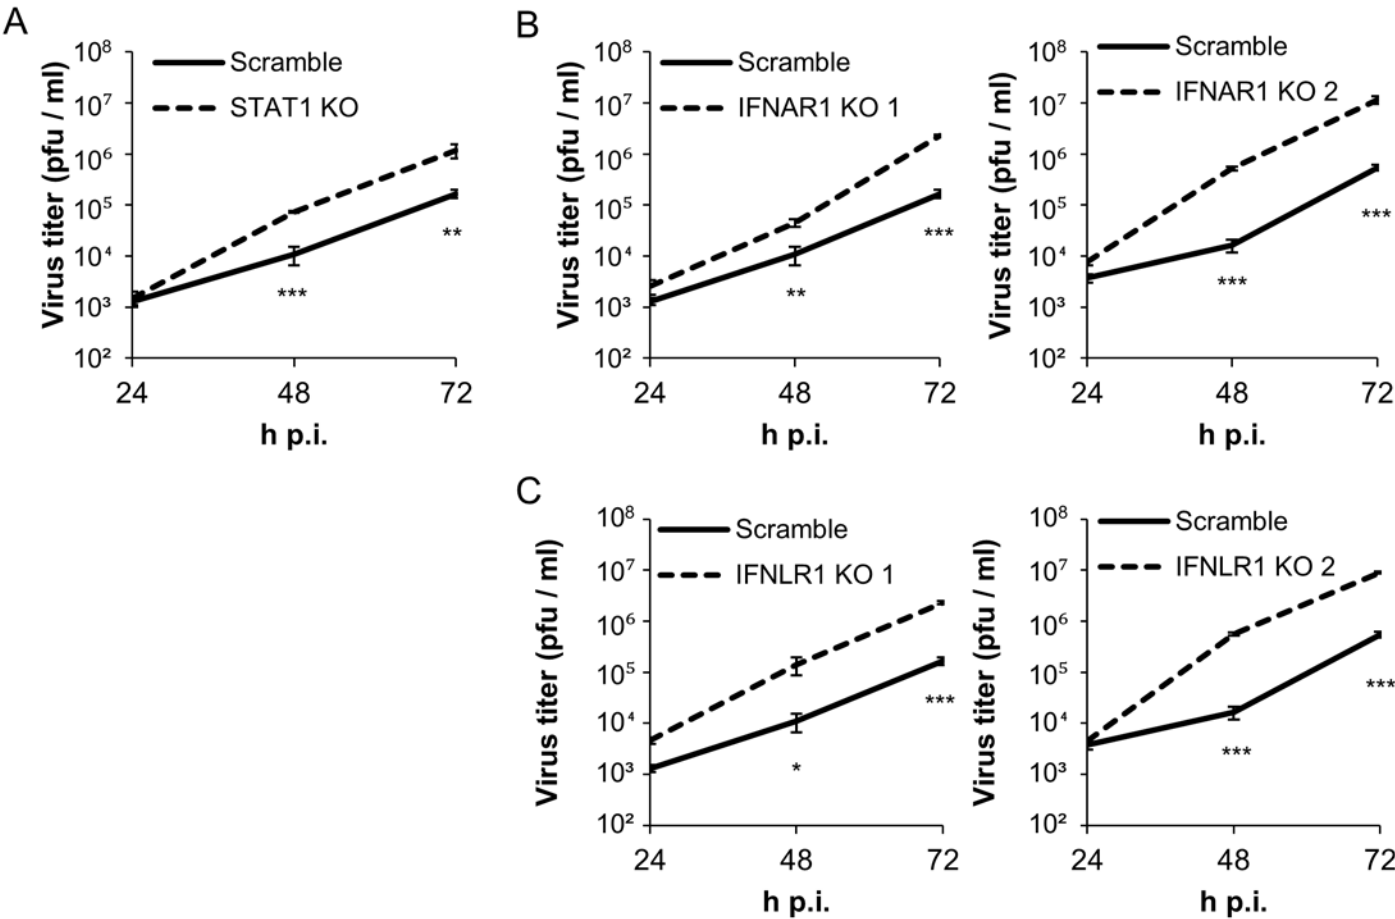 A
Virus titer (pfu / ml)
10⁸
10⁷
10⁶
10⁵
10⁴
10³
10²
Scramble
STAT1 KO
***
**
24 48 72
h p.i.
B
Virus titer (pfu / ml)
10⁸
10⁷
10⁶
10⁵
10⁴
10³
10²
Scramble
IFNAR1 KO 1
**
***
24 48 72
h p.i.
Virus titer (pfu / ml)
10⁸
10⁷
10⁶
10⁵
10⁴
10³
10²
Scramble
IFNAR1 KO 2
***
***
24 48 72
h p.i.
C
Virus titer (pfu / ml)
10⁸
10⁷
10⁶
10⁵
10⁴
10³
10²
Scramble
IFNLR1 KO 1
*
***
24 48 72
h p.i.
Virus titer (pfu / ml)
10⁸
10⁷
10⁶
10⁵
10⁴
10³
10²
Scramble
IFNLR1 KO 2
***
***
24 48 72
h p.i.